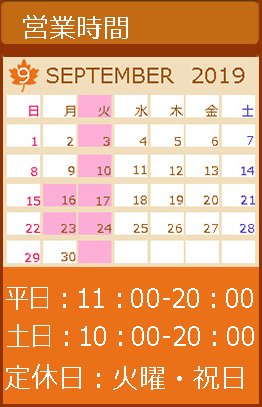 営業時間
9 SEPTEMBER 2019
日 月 火 水 木 金 土
1 2 3 4 5 6 7
8 9 10 11 12 13 14
15 16 17 18 19 20 21
22 23 24 25 26 27 28
29 30
平日：11：00-20：00
土日：10：00-20：00
定休日：火曜・祝日